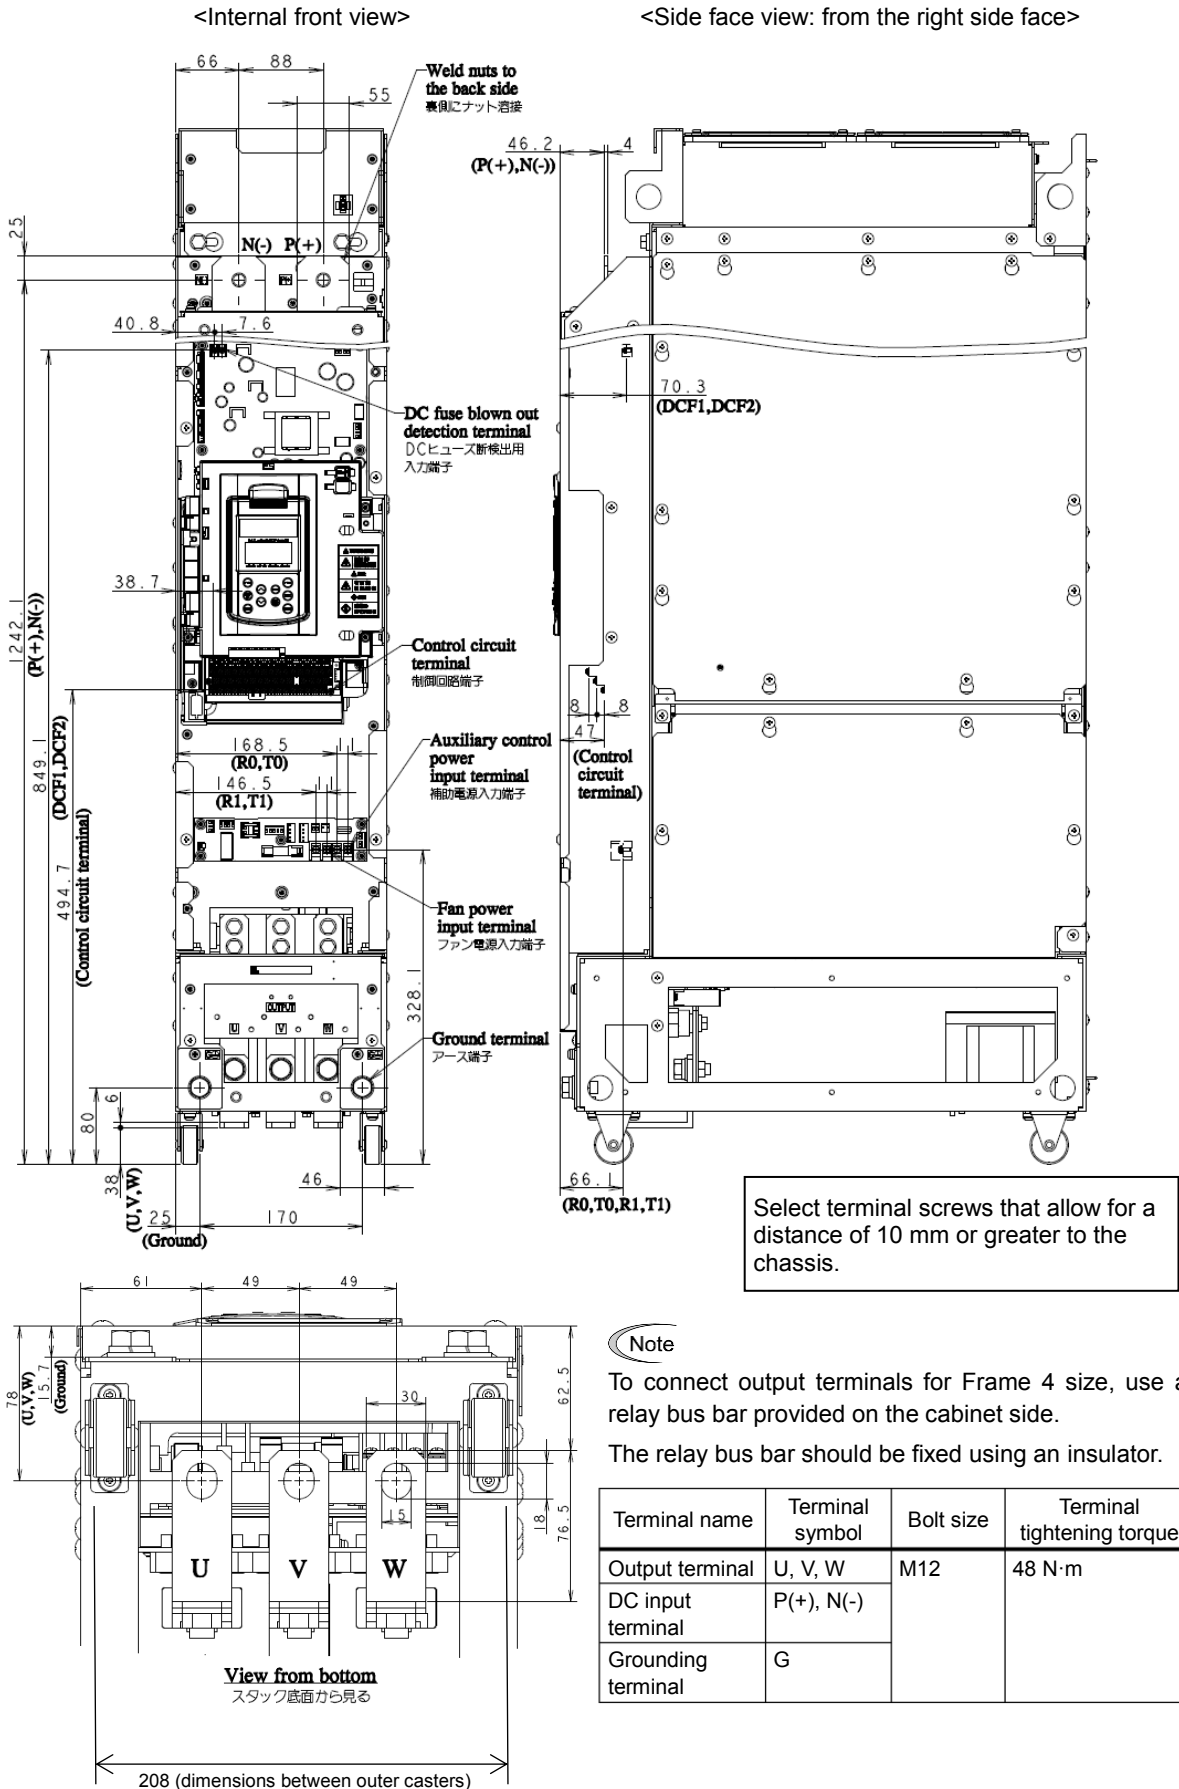 <Internal front view>
<Side face view: from the right side face>
66
88
55
Weld nuts to
the back side
裏側にナット溶接
46.2
4
(P(+),N(-))
25
N(-) P(+)
40.8
7.6
70.3
(DCF1,DCF2)
DC fuse blown out
detection terminal
DCヒューズ断検出用
入力端子
38.7
1242.1
(P(+),N(-))
849.1
(DCF1,DCF2)
494.7
(Control circuit terminal)
Control circuit
terminal
制御回路端子
8
8
47
(Control
circuit
terminal)
168.5
(R0,T0)
146.5
(R1,T1)
Auxiliary control
power
input terminal
補助電源入力端子
Fan power
input terminal
ファン電源入力端子
328.1
OUTPUT
U
V
W
Ground terminal
アース端子
6
80
38
(U,V,W)
46
25
170
(Ground)
66.1
(R0,T0,R1,T1)
Select terminal screws that allow for a
distance of 10 mm or greater to the
chassis.
61
49
49
78
(U,V,W)
15.7
(Ground)
62.5
30
15
18
76.5
U
V
W
View from bottom
スタック底面から見る
208 (dimensions between outer casters)
Note
To connect output terminals for Frame 4 size, use a
relay bus bar provided on the cabinet side.
The relay bus bar should be fixed using an insulator.
Terminal name
Terminal
symbol
Bolt size
Terminal
tightening torque
Output terminal
U, V, W
M12
48 N·m
DC input
terminal
P(+), N(-)
Grounding
terminal
G